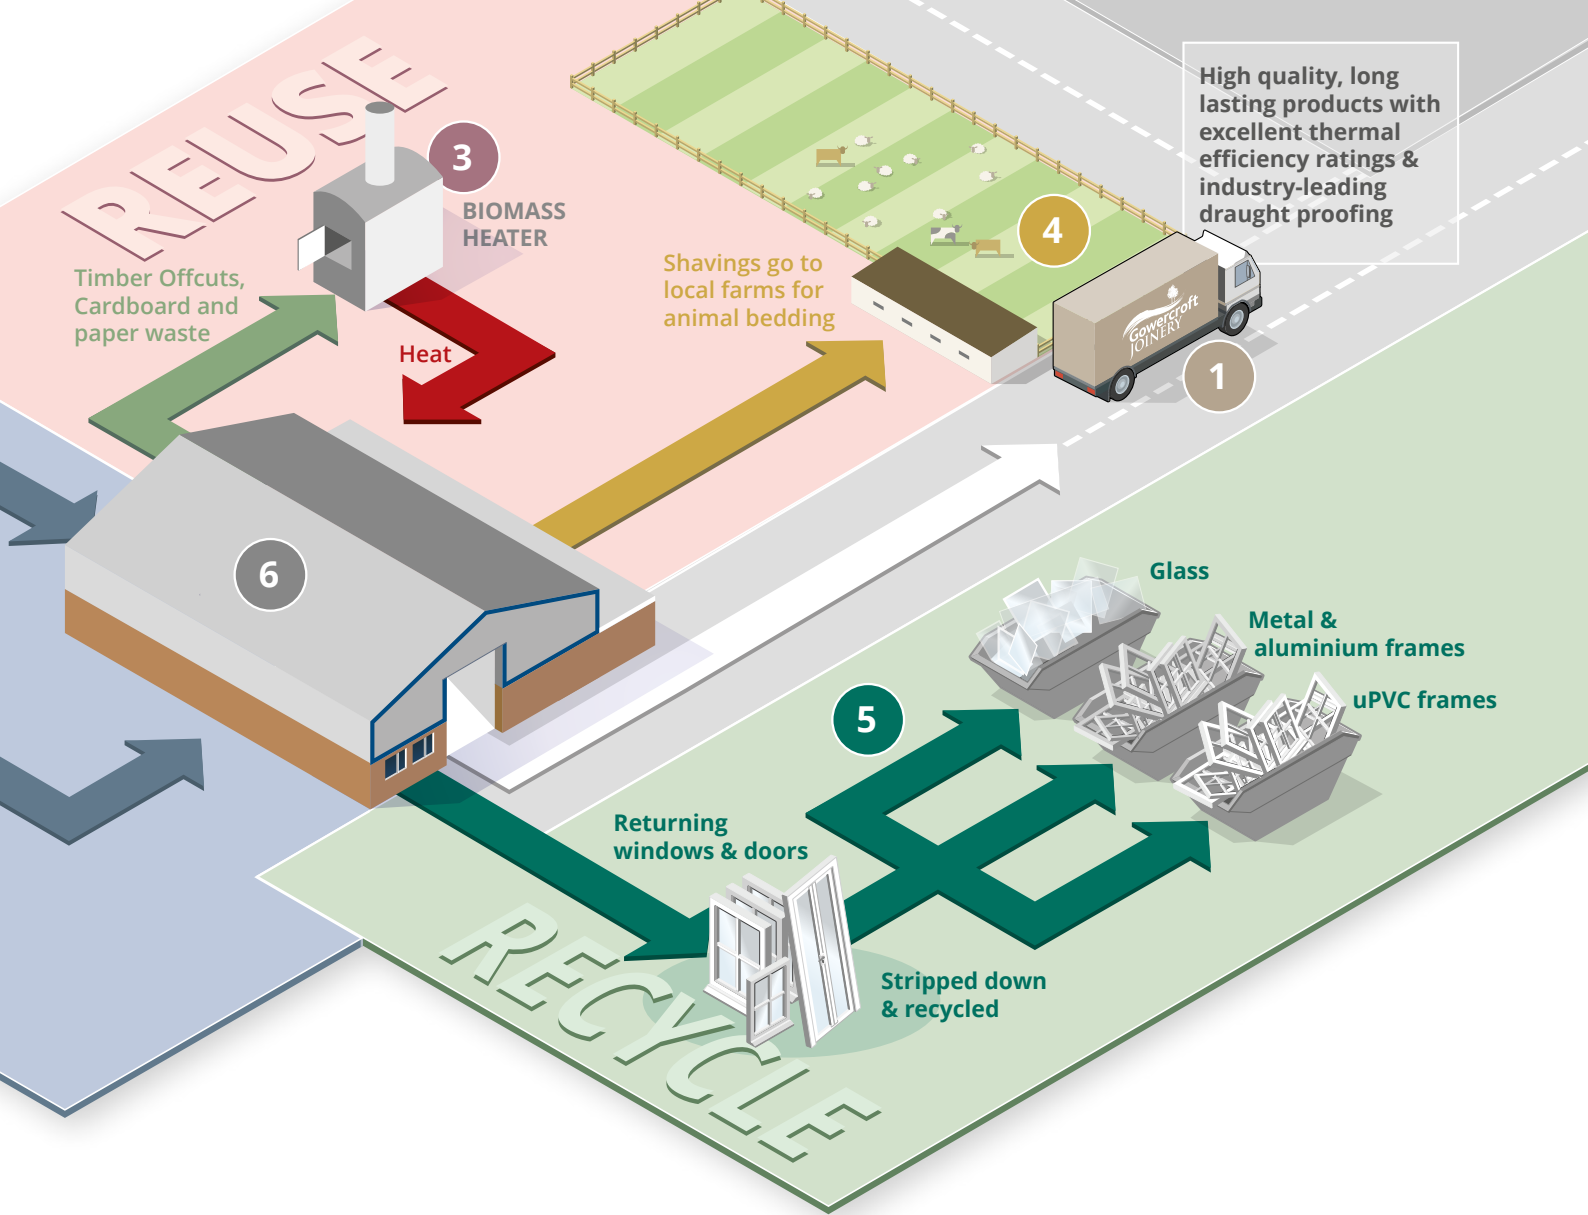 REUSE
3
BIOMASS
HEATER
Timber Offcuts,
Cardboard and
paper waste
Heat
Shavings go to
local farms for
animal bedding
4
High quality, long
lasting products with
excellent thermal
efficiency ratings &
industry-leading
draught proofing
Gowercroft
JOINERY
1
6
Glass
Metal &
aluminium frames
uPVC frames
5
Returning
windows & doors
Stripped down
& recycled
RECYCLE